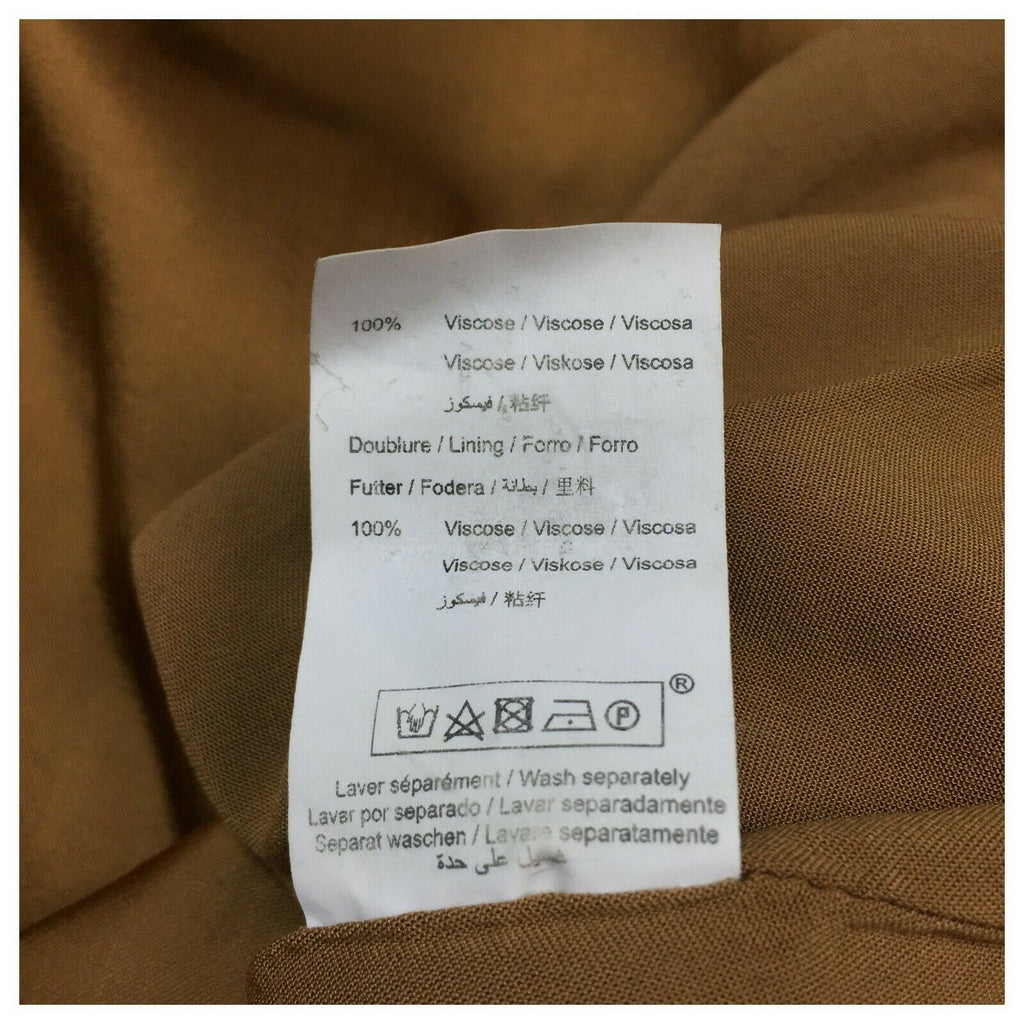 100% Viscose / Viscose / Viscosa
Viscose / Viskose / Viscosa
فيسكوز / 粘纤
Doublure / Lining / Forro / Forro
Futter / Fodera / بطانة / 里料
100% Viscose / Viscose / Viscosa
Viscose / Viskose / Viscosa
فيسكوز / 粘纤
®
P
Laver séparément / Wash separately
Lavar por separado / Lavar separadamente
Separat waschen / Lavare separatamente
غسيل على حدة